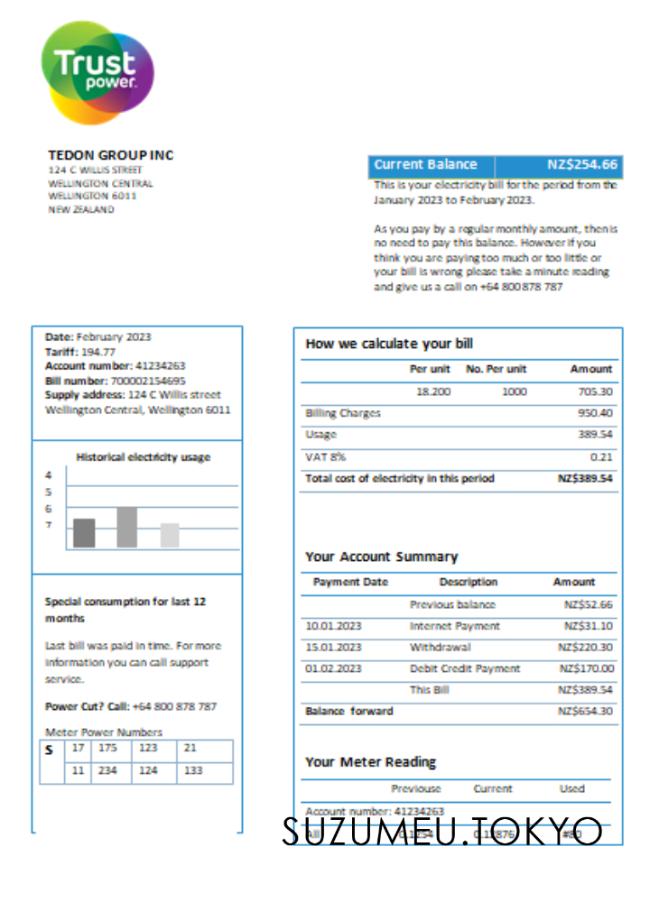 Trust
power.
TEDON GROUP INC
124 C WILLIS STREET
WELLINGTON CENTRAL
WELLINGTON 6011
NEW ZEALAND
Current Balance NZ$254.66
This is your electricity bill for the period from the
January 2023 to February 2023.
As you pay by a regular monthly amount, then is
no need to pay this balance. However if you
think you are paying too much or too little or
your bill is wrong please take a minute reading
and give us a call on +64 800 878 787
Date: February 2023
Tariff: 194.77
Account number: 41234263
Bill number: 700002154695
Supply address: 124 C Willis street
Wellington Central, Wellington 6011
Historical electricity usage
4
5
6
7
Special consumption for last 12
months
Last bill was paid in time. For more
information you can call support
service.
Power Cut? Call: +64 800 878 787
Meter Power Numbers
S 17 175 123 21
11 234 124 133
How we calculate your bill
Per unit No. Per unit Amount
18.200 1000 705.30
Billing Charges 950.40
Usage 389.54
VAT 8% 0.21
Total cost of electricity in this period NZ$389.54
Your Account Summary
Payment Date Description Amount
Previous balance NZ$52.66
10.01.2023 Internet Payment NZ$31.10
15.01.2023 Withdrawal NZ$220.30
01.02.2023 Debit Credit Payment NZ$170.00
This Bill NZ$389.54
Balance forward NZ$654.30
Your Meter Reading
Previouse Current Used
Account number: 41234263
All
SUZUMEU.TOKYO